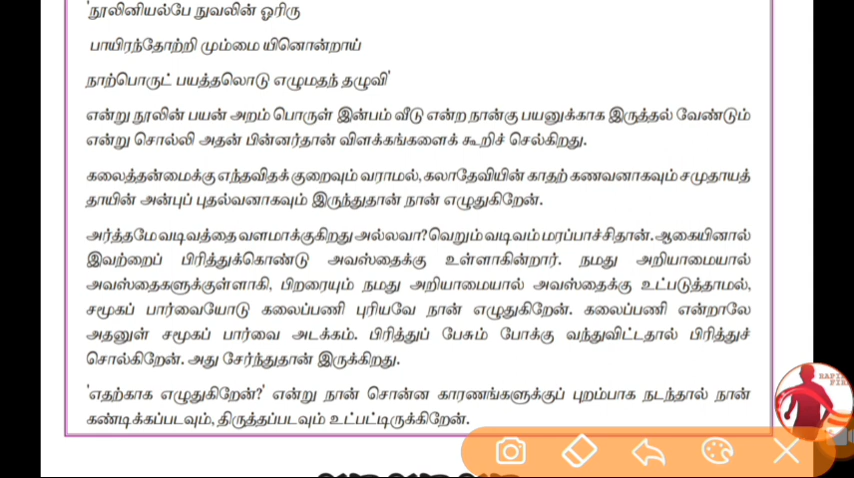 'நூலினியல்பே நுவலின் ஓரிரு
பாயிரந்தோற்றி மும்மை யினொன்றாய்
நாற்பொருட் பயத்தலொடு எழுமதந் தழுவி'
என்று நூலின் பயன் அறம் பொருள் இன்பம் வீடு என்ற நான்கு பயனுக்காக இருத்தல் வேண்டும்
என்று சொல்லி அதன் பின்னர்தான் விளக்கங்களைக் கூறிச் செல்கிறது.
கலைத்தன்மைக்கு எந்தவிதக் குறைவும் வராமல், கலாதேவியின் காதற் கணவனாகவும் சமுதாயத்
தாயின் அன்புப் புதல்வனாகவும் இருந்துதான் நான் எழுதுகிறேன்.
அர்த்தமே வடிவத்தை வளமாக்குகிறது அல்லவா? வெறும் வடிவம் மரப்பாச்சிதான். ஆகையினால்
இவற்றைப் பிரித்துக்கொண்டு அவஸ்தைக்கு உள்ளாகின்றார். நமது அறியாமையால்
அவஸ்தைகளுக்குள்ளாகி, பிறரையும் நமது அறியாமையால் அவஸ்தைக்கு உட்படுத்தாமல்,
சமூகப் பார்வையோடு கலைப்பணி புரியவே நான் எழுதுகிறேன். கலைப்பணி என்றாலே
அதனுள் சமூகப் பார்வை அடக்கம். பிரித்துப் பேசும் போக்கு வந்துவிட்டதால் பிரித்துச்
சொல்கிறேன். அது சேர்ந்துதான் இருக்கிறது.
'எதற்காக எழுதுகிறேன்?' என்று நான் சொன்ன காரணங்களுக்குப் புறம்பாக நடந்தால் நான்
கண்டிக்கப்படவும், திருத்தப்படவும் உட்பட்டிருக்கிறேன்.